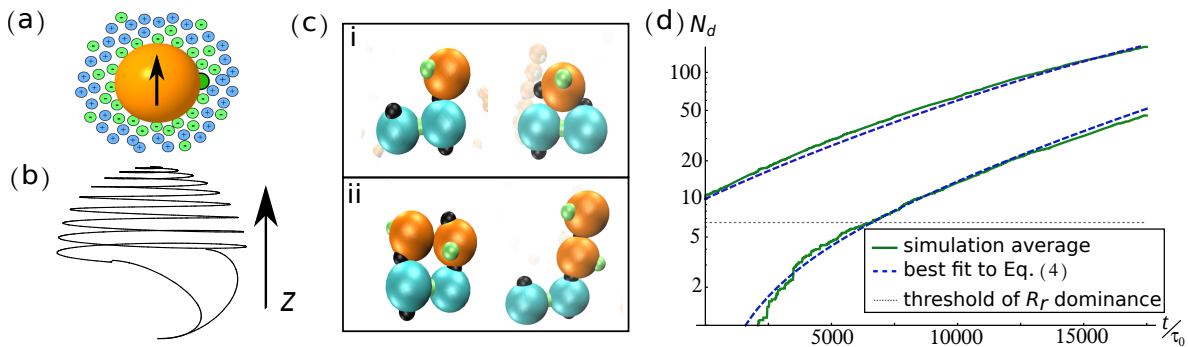 (a)
(b)
z
(c)
i
ii
(d) N_d
100
50
20
10
5
2
simulation average
best fit to Eq. (4)
threshold of R_r dominance
5000
10000
15000
t/τ_0